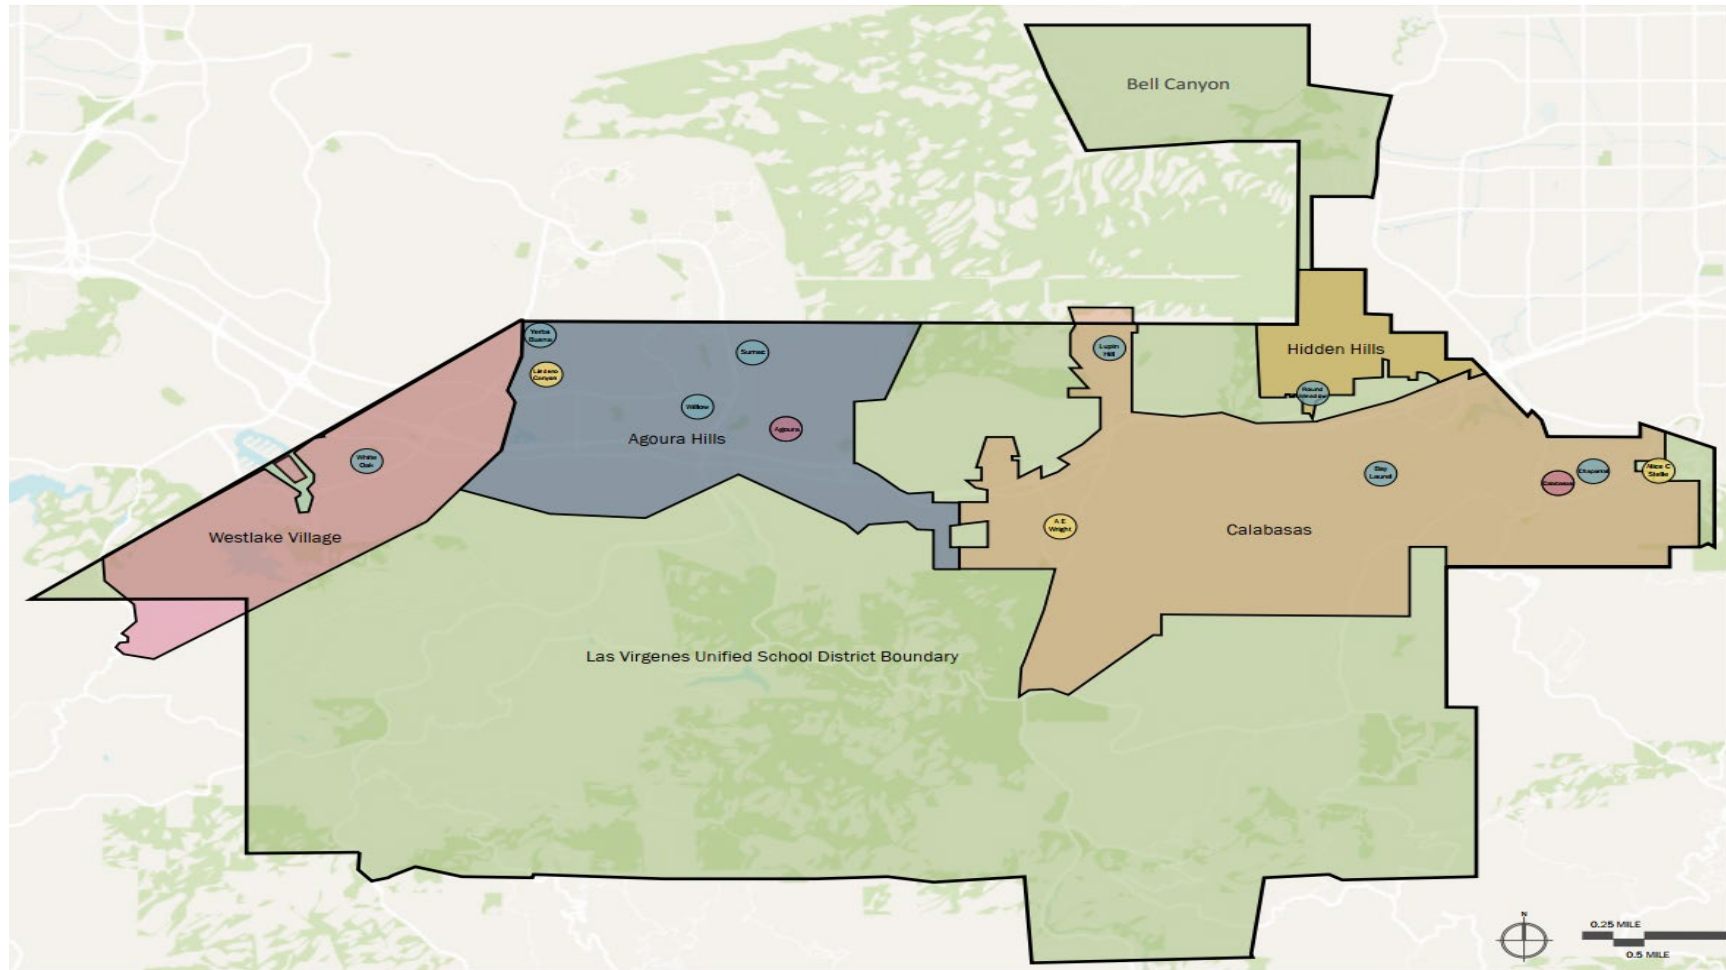 Bell Canyon
Yerba
Buena
Lindero
Canyon
Sumac
Lupin
Hill
Hidden Hills
Round
Meadow
Willow
Agoura
Agoura Hills
White
Oak
Bay
Laurel
Calabasas
Chaparral
Alice C
Stelle
A E
Wright
Westlake Village
Calabasas
Las Virgenes Unified School District Boundary
N
0.25 MILE
0.5 MILE